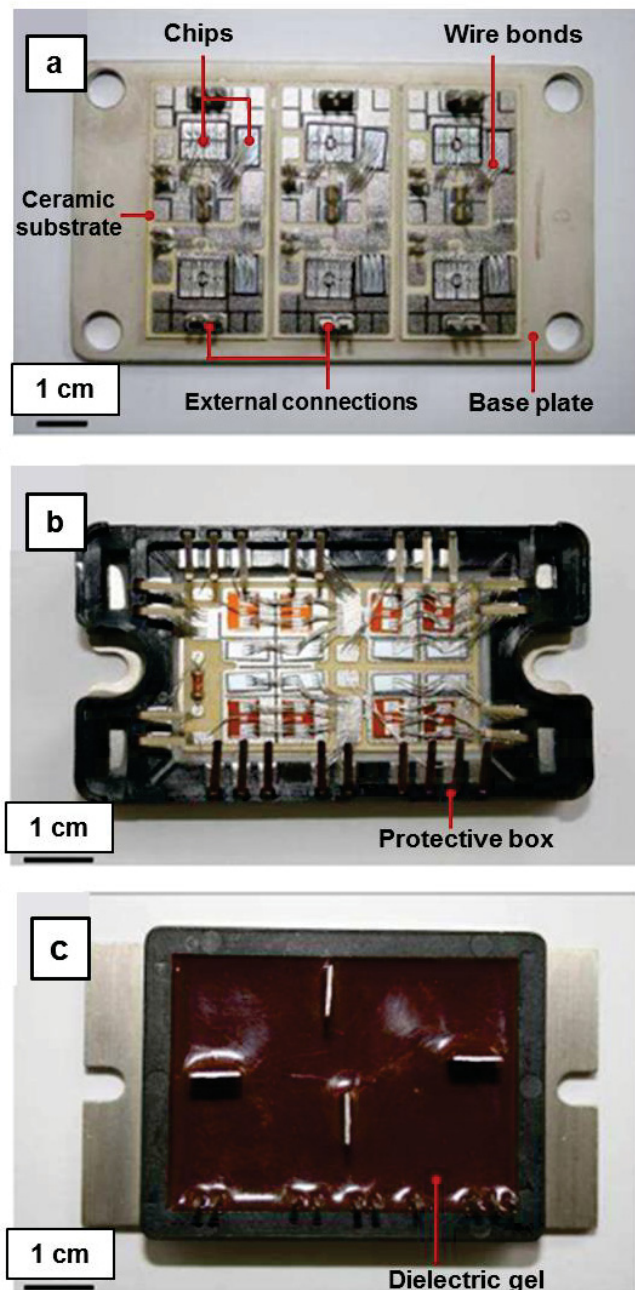 a
Chips
Wire bonds
Ceramic
substrate
1 cm
External connections
Base plate
b
1 cm
Protective box
c
1 cm
Dielectric gel